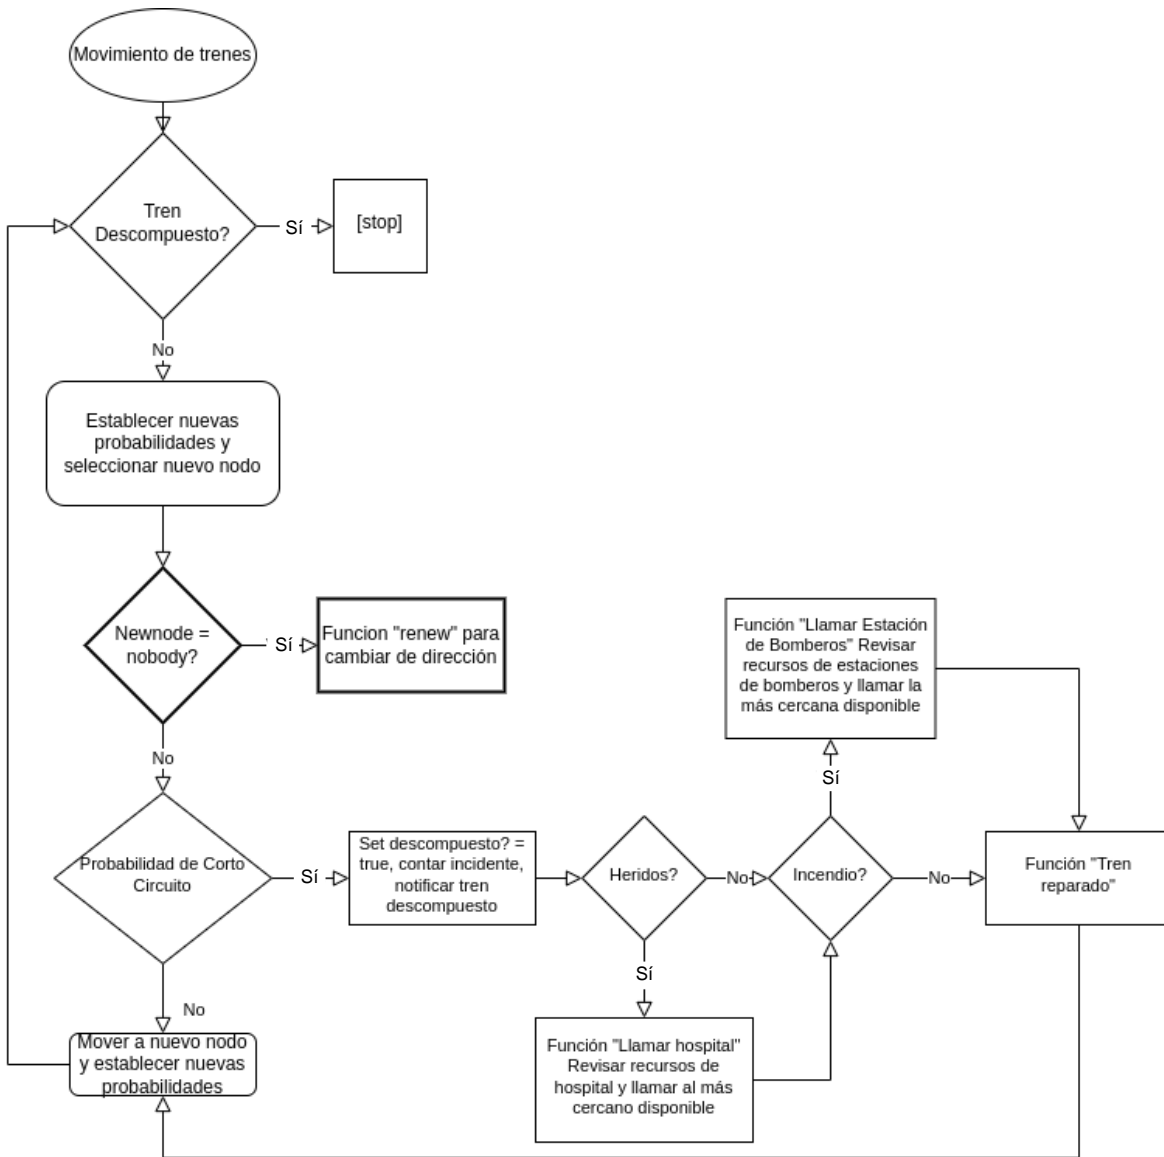 Movimiento de trenes
Tren
Descompuesto?
Sí
[stop]
No
Establecer nuevas
probabilidades y
seleccionar nuevo nodo
Newnode =
nobody?
Sí
Funcion "renew" para
cambiar de dirección
No
Probabilidad de Corto
Circuito
Sí
Set descompuesto? =
true, contar incidente,
notificar tren
descompuesto
Heridos?
No
Incendio?
No
Función "Tren
reparado"
Sí
Función "Llamar Estación
de Bomberos" Revisar
recursos de estaciones
de bomberos y llamar la
más cercana disponible
Sí
Función "Llamar hospital"
Revisar recursos de
hospital y llamar al más
cercano disponible
No
Mover a nuevo nodo
y establecer nuevas
probabilidades